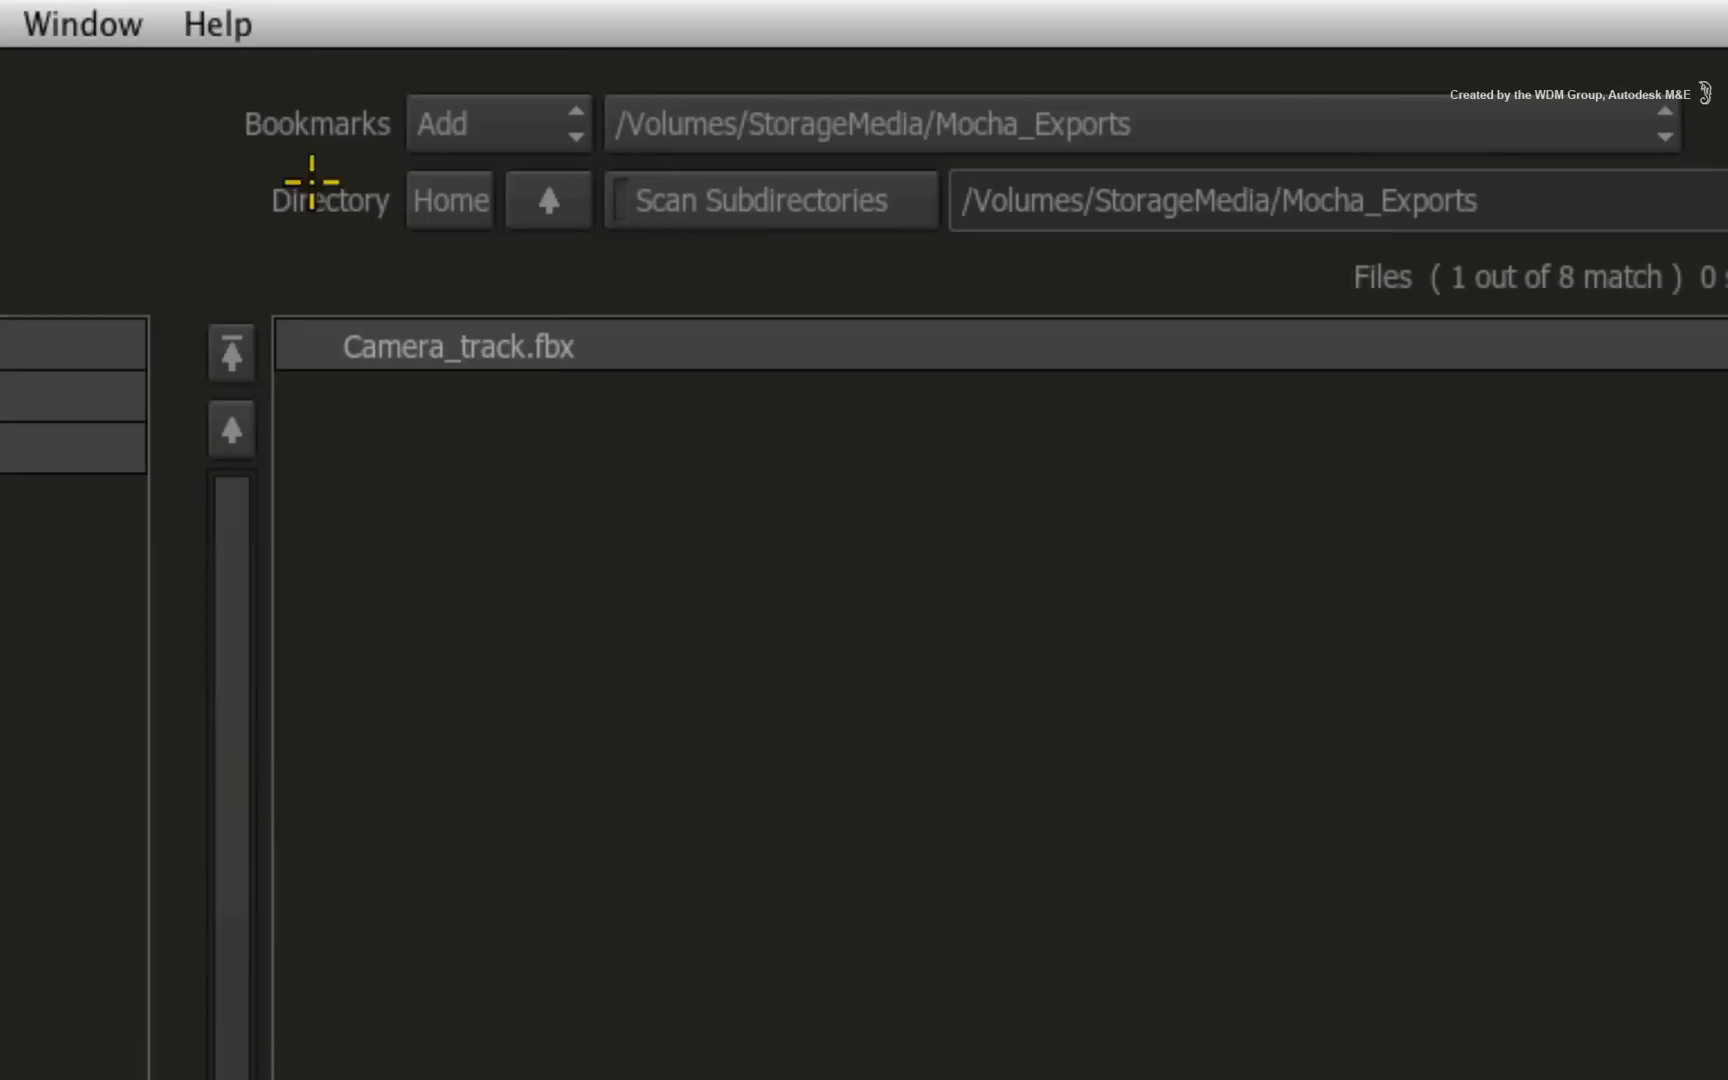 Window Help
Created by the WDM Group, Autodesk M&E
Bookmarks Add /Volumes/StorageMedia/Mocha_Exports
Directory Home Scan Subdirectories /Volumes/StorageMedia/Mocha_Exports
Files ( 1 out of 8 match ) 0
Camera_track.fbx